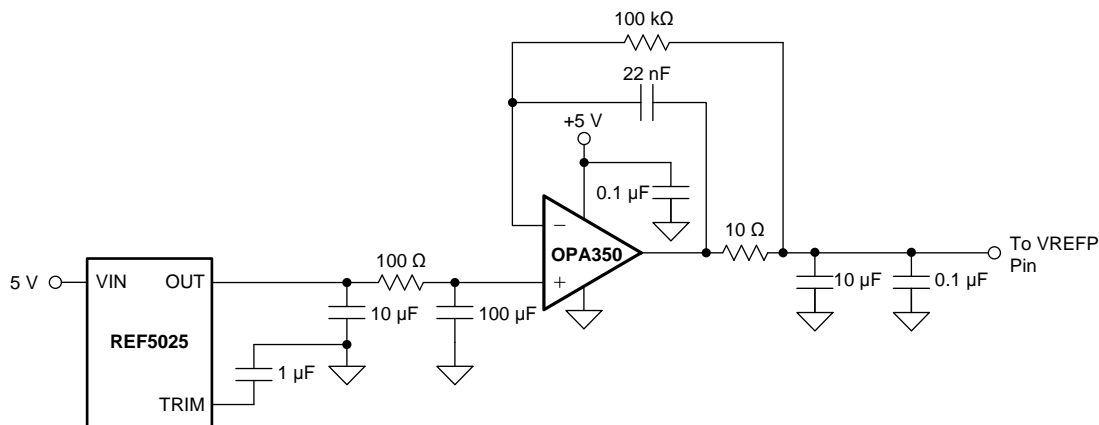 100 kΩ
22 nF
+5 V
0.1 µF
−
OPA350
+
10 Ω
To VREFP
Pin
10 µF
0.1 µF
5 V
VIN
OUT
REF5025
TRIM
100 Ω
10 µF
100 µF
1 µF